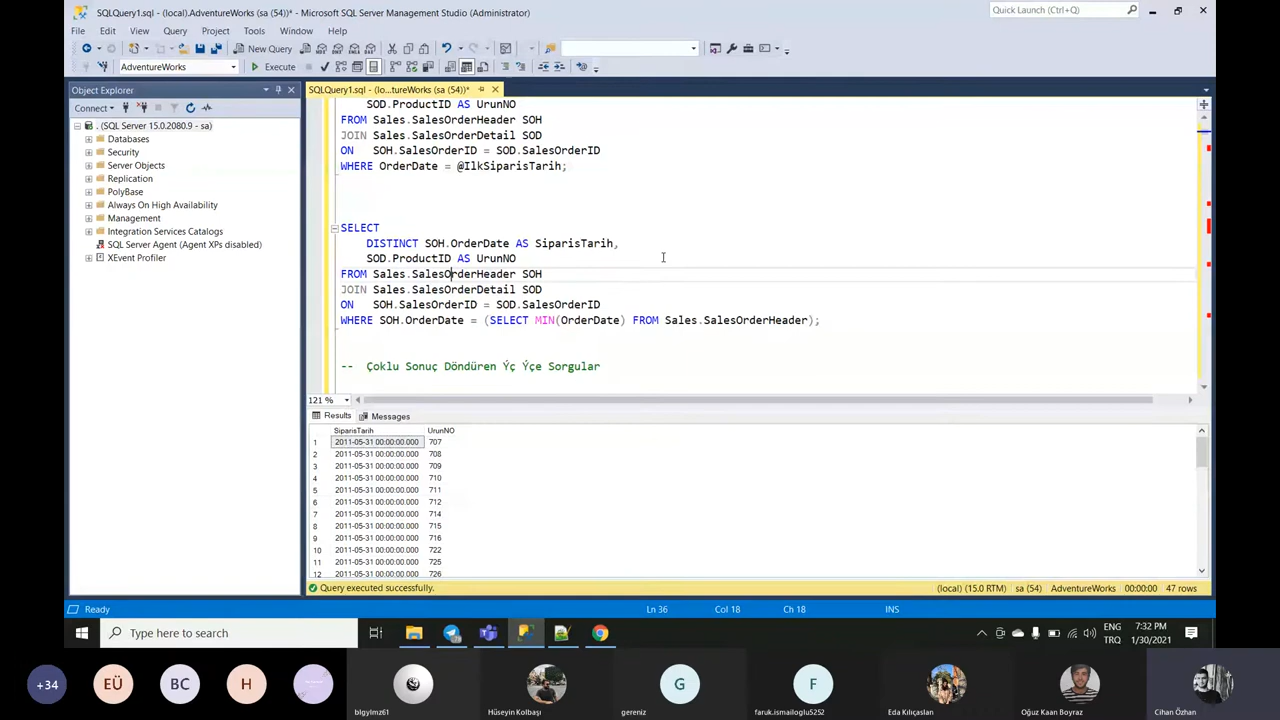 SQLQuery1.sql - (local).AdventureWorks (sa (54))* - Microsoft SQL Server Management Studio (Administrator)
Quick Launch (Ctrl+Q)
File Edit View Query Project Tools Window Help
New Query
AdventureWorks Execute
Object Explorer
SQLQuery1.sql - (lo...tureWorks (sa (54))*
Connect
. (SQL Server 15.0.2080.9 - sa)
Databases
Security
Server Objects
Replication
PolyBase
Always On High Availability
Management
Integration Services Catalogs
SQL Server Agent (Agent XPs disabled)
XEvent Profiler
SOD.ProductID AS UrunNO
FROM Sales.SalesOrderHeader SOH
JOIN Sales.SalesOrderDetail SOD
ON SOH.SalesOrderID = SOD.SalesOrderID
WHERE OrderDate = @IlkSiparisTarih;
SELECT
DISTINCT SOH.OrderDate AS SiparisTarih,
SOD.ProductID AS UrunNO
FROM Sales.SalesOrderHeader SOH
JOIN Sales.SalesOrderDetail SOD
ON SOH.SalesOrderID = SOD.SalesOrderID
WHERE SOH.OrderDate = (SELECT MIN(OrderDate) FROM Sales.SalesOrderHeader);
-- Çoklu Sonuç Döndüren Ýç Ýçe Sorgular
121 %
Results Messages
SiparisTarih UrunNO
1 2011-05-31 00:00:00.000 707
2 2011-05-31 00:00:00.000 708
3 2011-05-31 00:00:00.000 709
4 2011-05-31 00:00:00.000 710
5 2011-05-31 00:00:00.000 711
6 2011-05-31 00:00:00.000 712
7 2011-05-31 00:00:00.000 714
8 2011-05-31 00:00:00.000 715
9 2011-05-31 00:00:00.000 716
10 2011-05-31 00:00:00.000 722
11 2011-05-31 00:00:00.000 725
12 2011-05-31 00:00:00.000 726
Query executed successfully. (local) (15.0 RTM) sa (54) AdventureWorks 00:00:00 47 rows
Ready Ln 36 Col 18 Ch 18 INS
Type here to search
ENG 7:32 PM
TRQ 1/30/2021
+34 EÜ BC H G F
blgylmz61 Hüseyin Kolbaşı gereniz faruk.ismailoglu5252 Eda Kılıçaslan Oğuz Kaan Boyraz Cihan Özhan